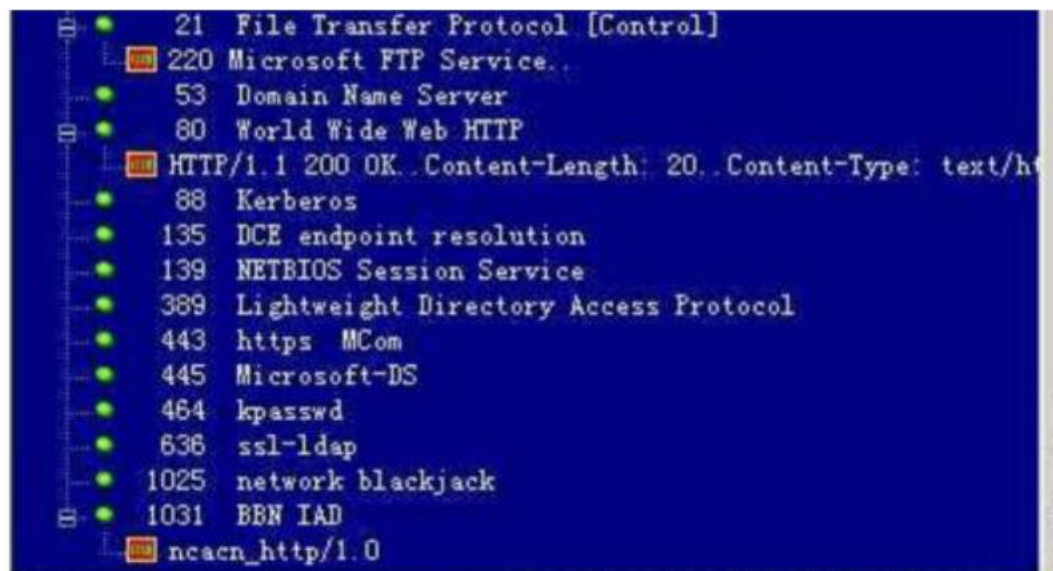 21 File Transfer Protocol [Control]
220 Microsoft FTP Service..
53 Domain Name Server
80 World Wide Web HTTP
HTTP/1.1 200 OK..Content-Length: 20..Content-Type: text/ht
88 Kerberos
135 DCE endpoint resolution
139 NETBIOS Session Service
389 Lightweight Directory Access Protocol
443 https MCom
445 Microsoft-DS
464 kpasswd
636 ssl-ldap
1025 network blackjack
1031 BBN IAD
ncacn_http/1.0